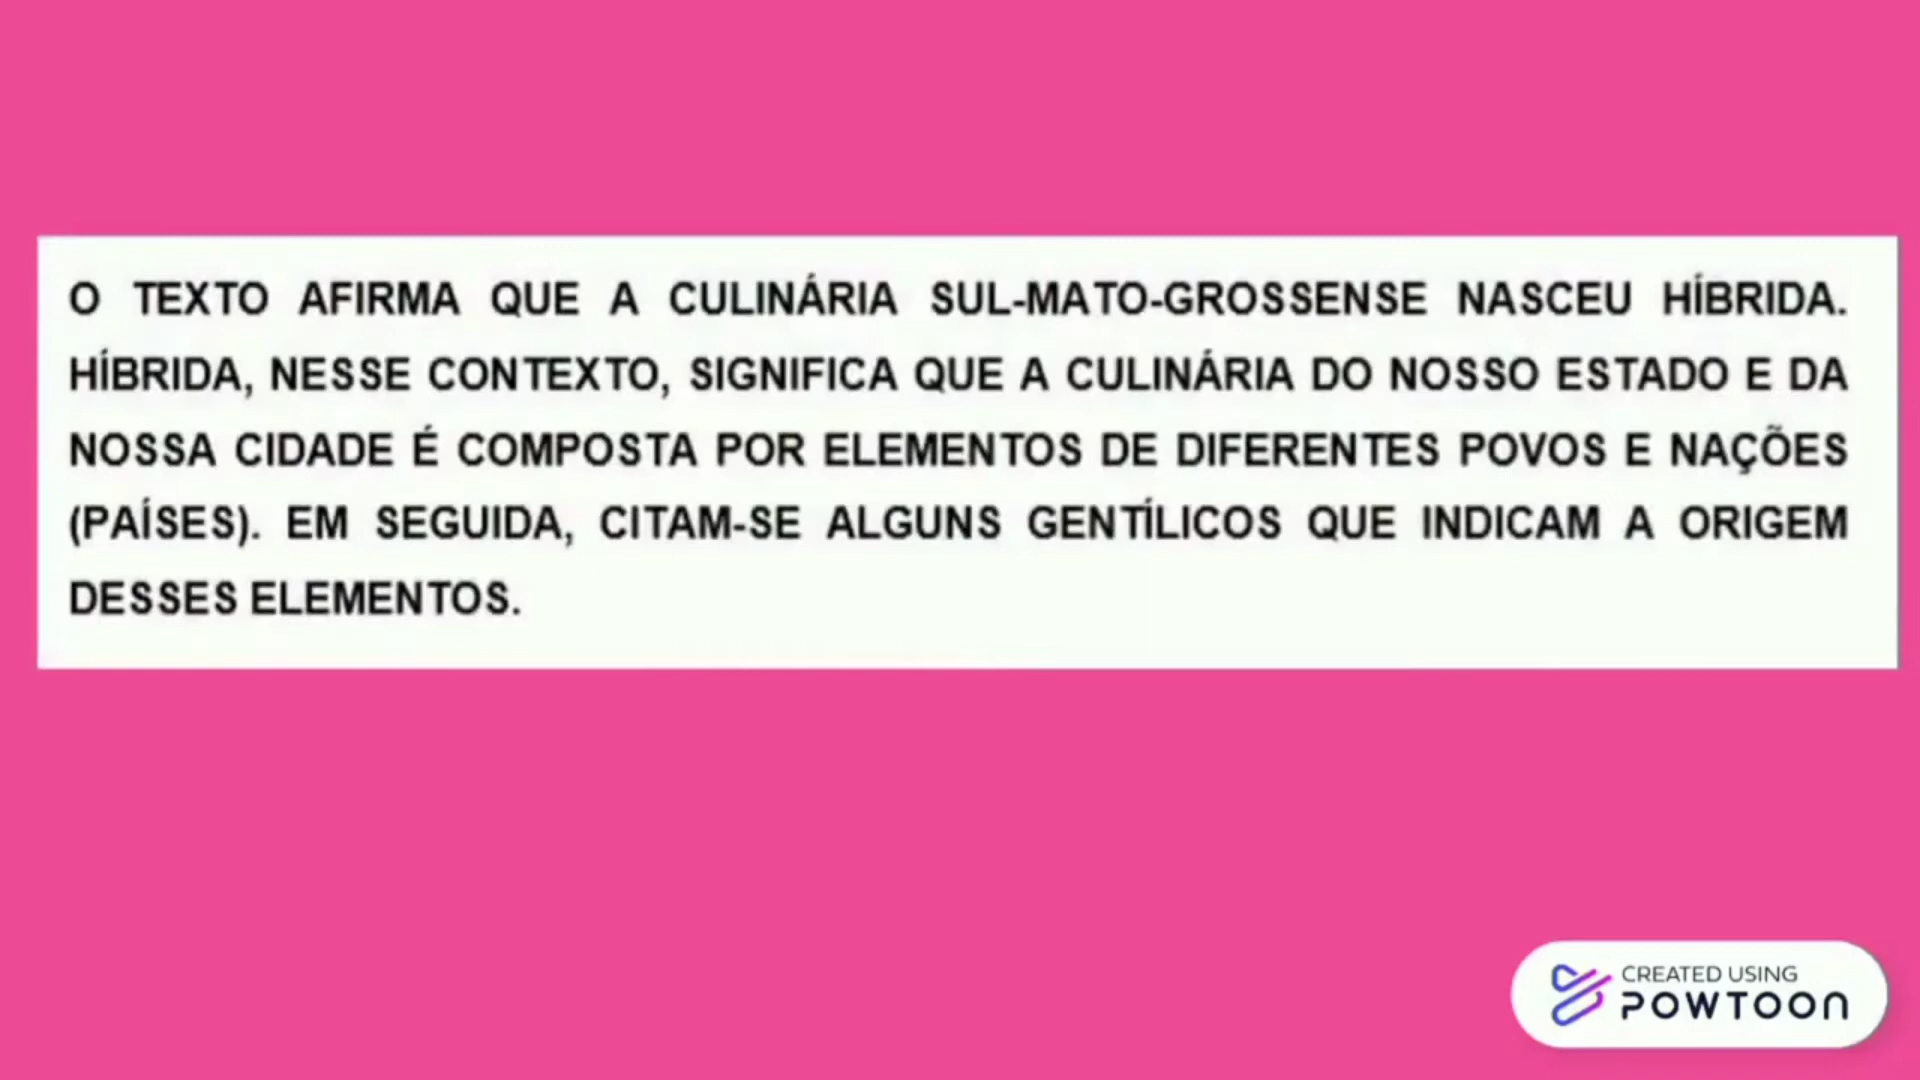 O TEXTO AFIRMA QUE A CULINÁRIA SUL-MATO-GROSSENSE NASCEU HÍBRIDA.
HÍBRIDA, NESSE CONTEXTO, SIGNIFICA QUE A CULINÁRIA DO NOSSO ESTADO E DA
NOSSA CIDADE É COMPOSTA POR ELEMENTOS DE DIFERENTES POVOS E NAÇÕES
(PAÍSES). EM SEGUIDA, CITAM-SE ALGUNS GENTÍLICOS QUE INDICAM A ORIGEM
DESSES ELEMENTOS.
CREATED USING
POWTOON